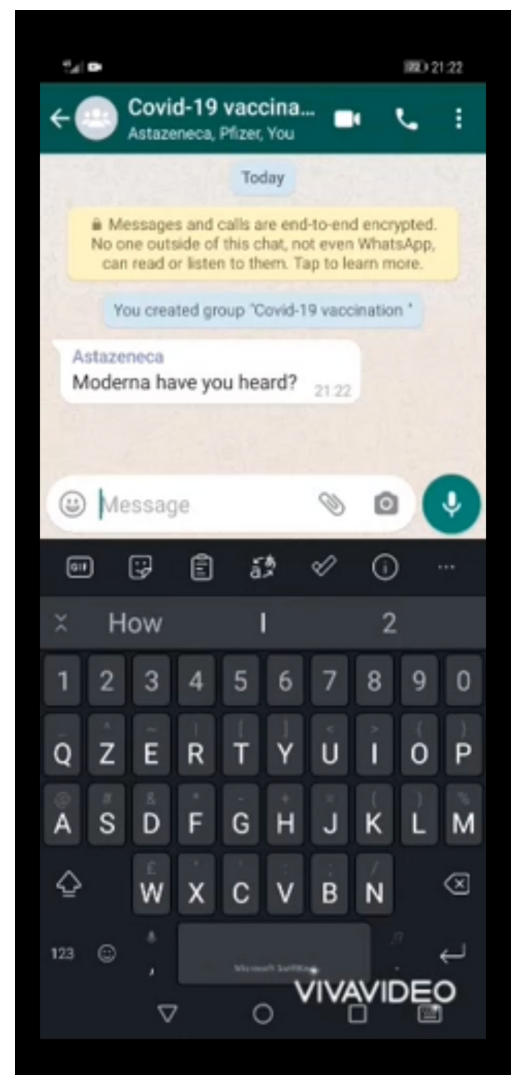 21:22
Covid-19 vaccina...
Astazeneca, Pfizer, You
Today
Messages and calls are end-to-end encrypted.
No one outside of this chat, not even WhatsApp,
can read or listen to them. Tap to learn more.
You created group "Covid-19 vaccination "
Astazeneca
Moderna have you heard?
21:22
Message
GIF
How I 2
1 2 3 4 5 6 7 8 9 0
Q Z E R T Y U I O P
A S D F G H J K L M
W X C V B N
123 ,
Microsoft
VIVAVIDEO